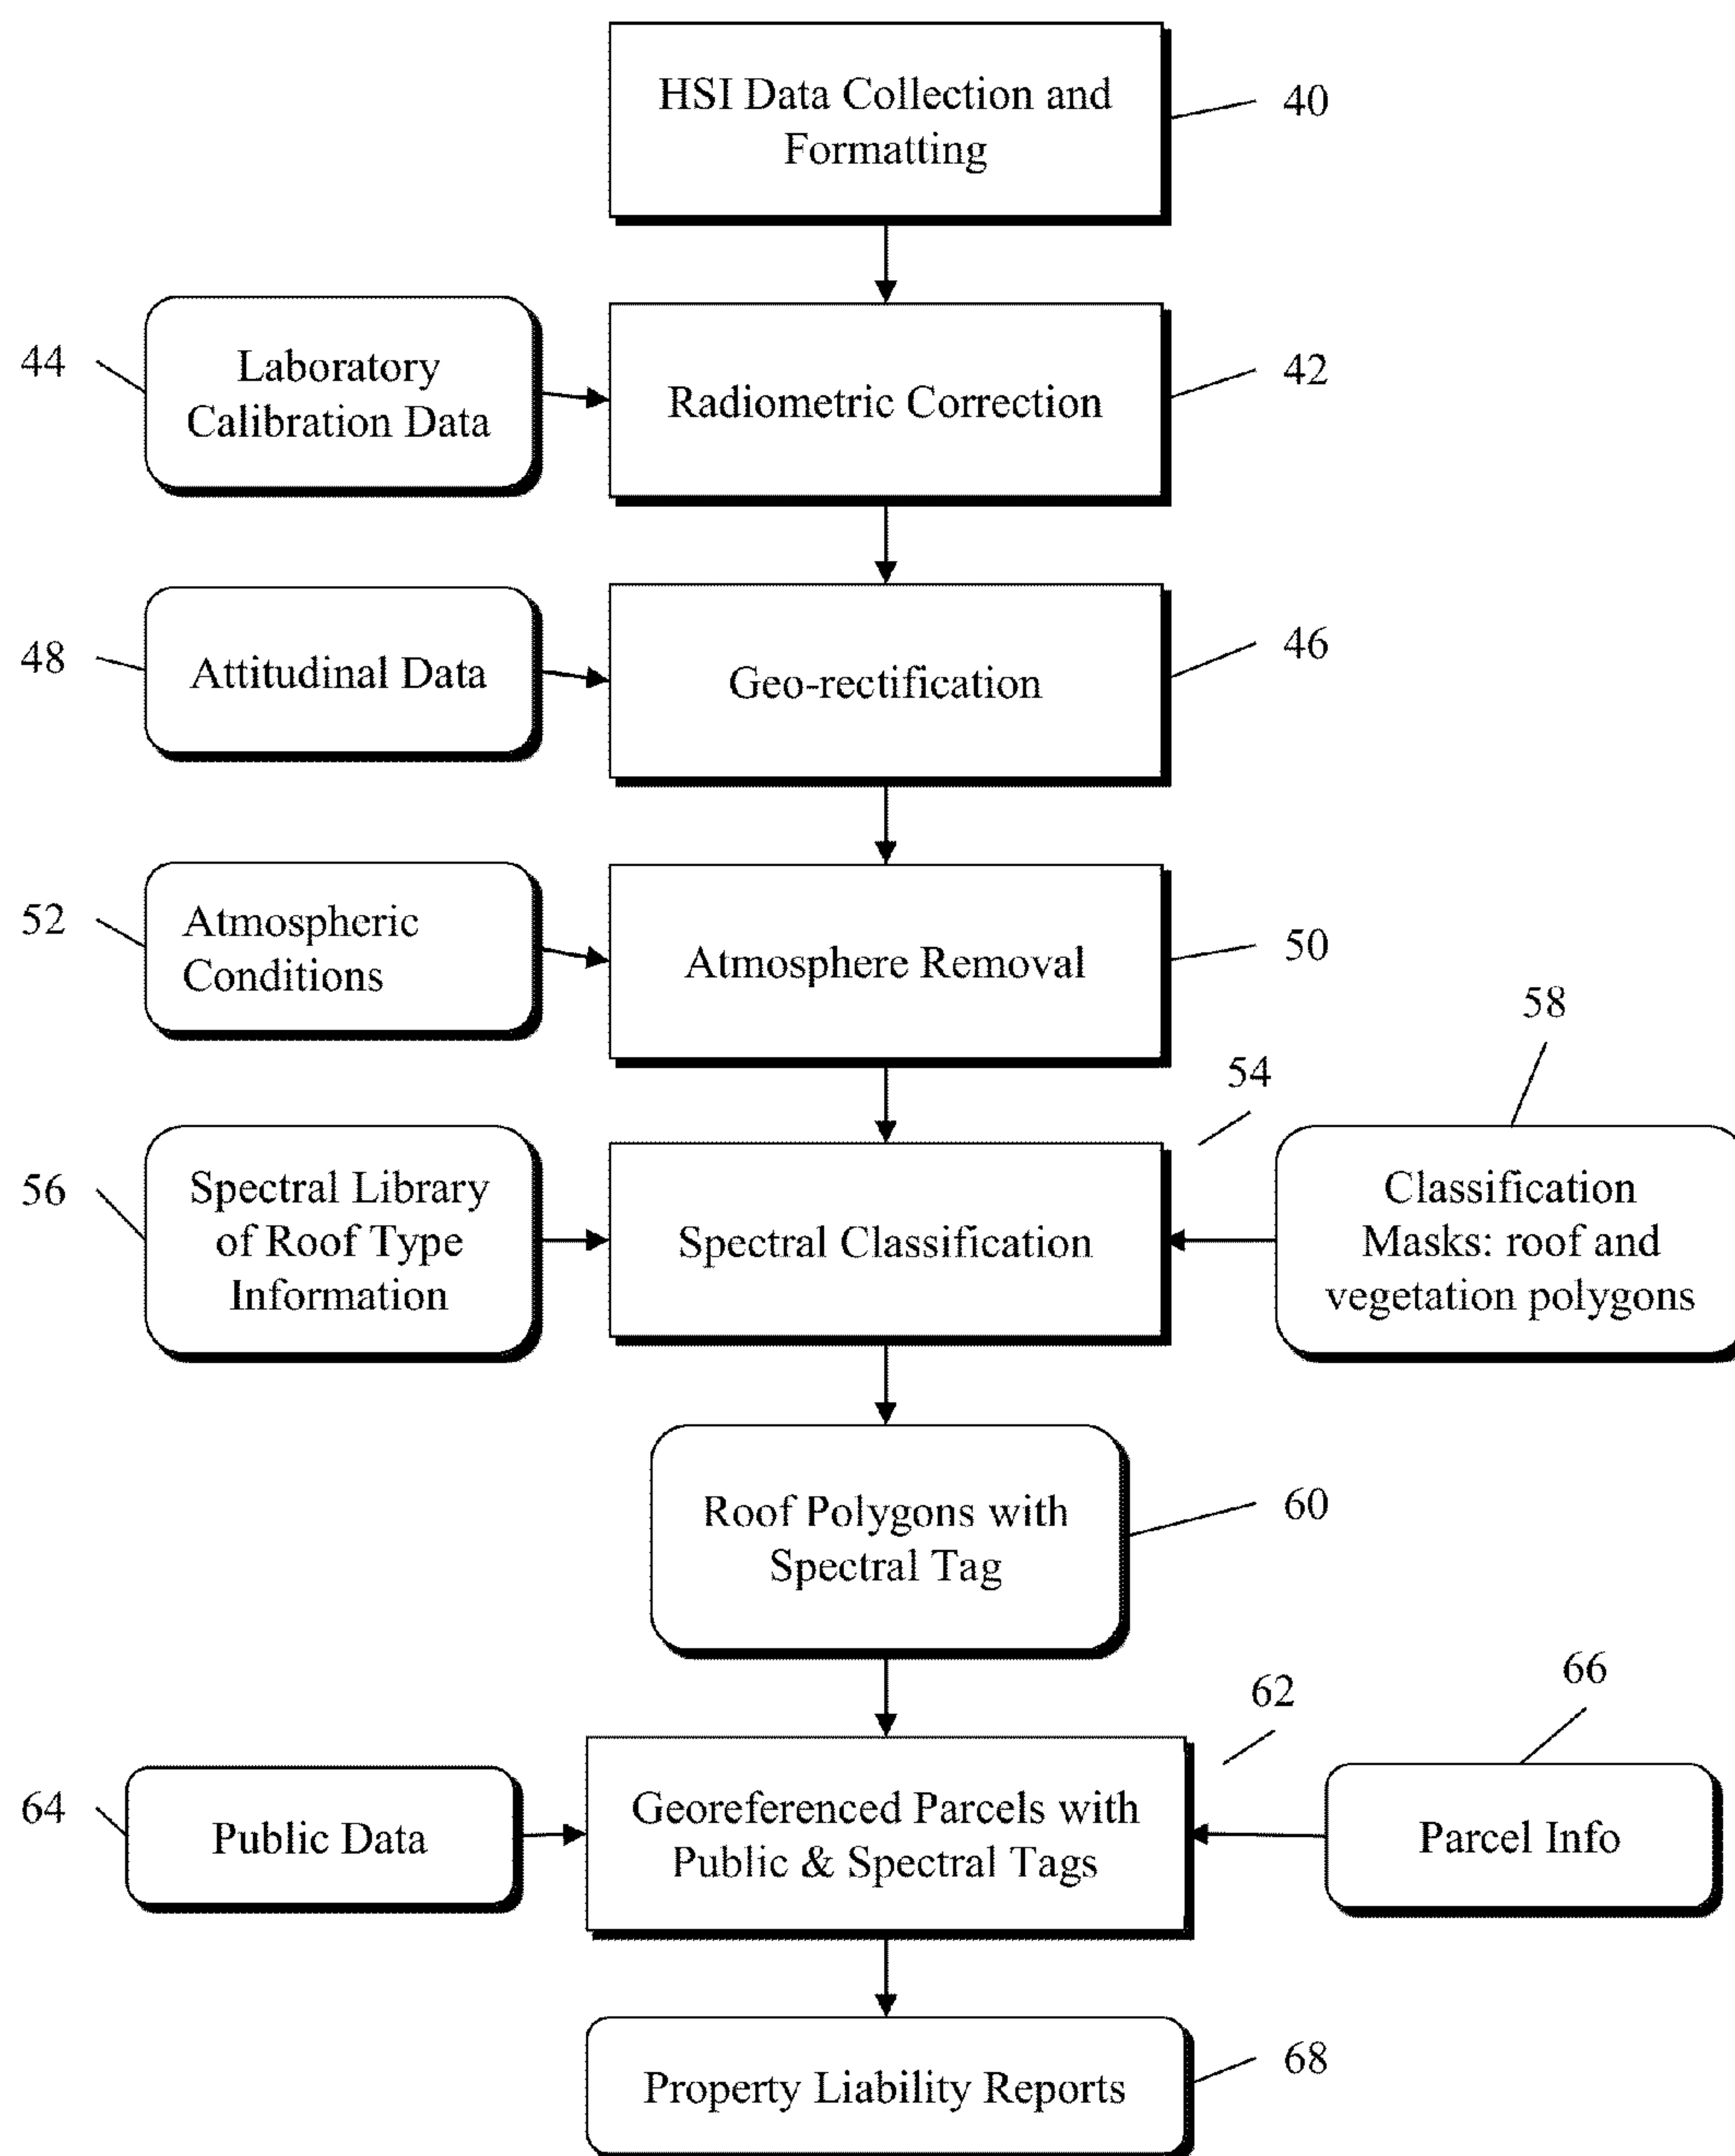 HSI Data Collection and
Formatting
40
44
Laboratory
Calibration Data
Radiometric Correction
42
48
Attitudinal Data
Geo-rectification
46
52
Atmospheric
Conditions
Atmosphere Removal
50
58
54
56
Spectral Library
of Roof Type
Information
Spectral Classification
Classification
Masks: roof and
vegetation polygons
Roof Polygons with
Spectral Tag
60
62
66
64
Public Data
Georeferenced Parcels with
Public & Spectral Tags
Parcel Info
Property Liability Reports
68